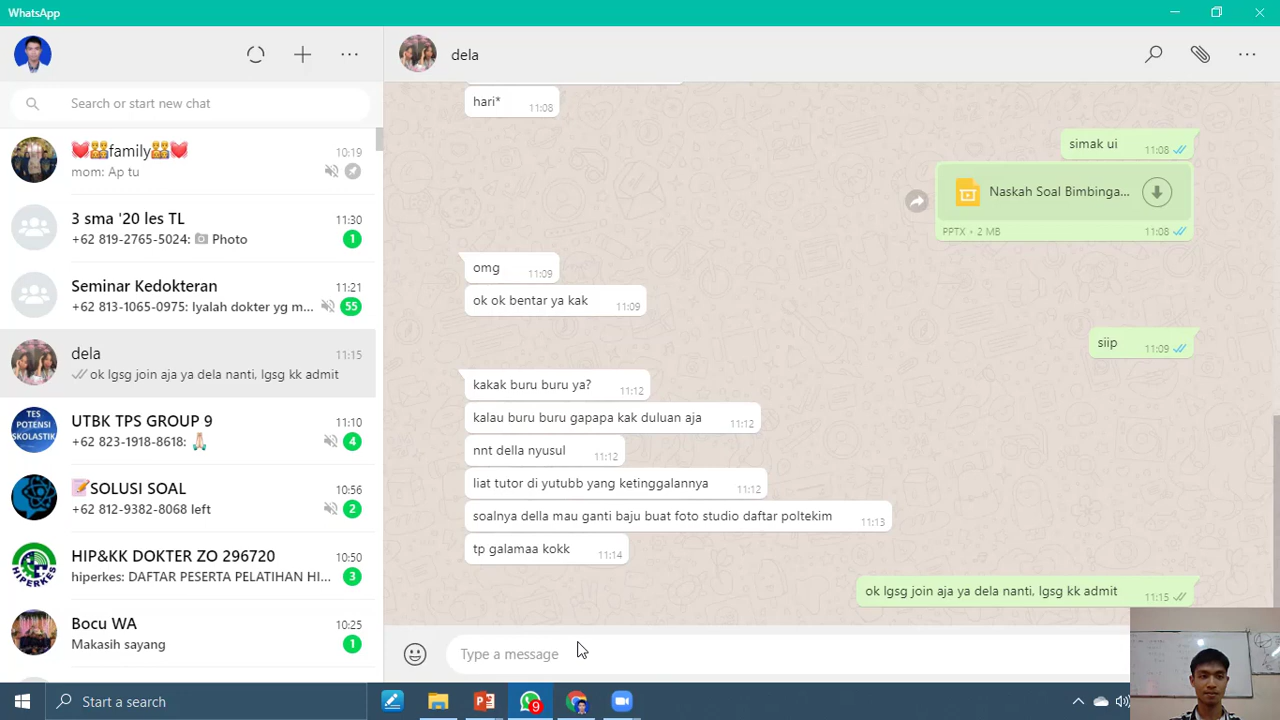 WhatsApp
dela
Search or start new chat
💓👨‍👩‍👧‍👦family👨‍👩‍👧‍👦💓
10:19
mom: Ap tu
3 sma '20 les TL
11:30
+62 819-2765-5024: 📷 Photo
1
Seminar Kedokteran
11:21
+62 813-1065-0975: Iyalah dokter yg m...
55
dela
11:15
ok lgsg join aja ya dela nanti, lgsg kk admit
TES
POTENSI
SKOLASTIK
UTBK TPS GROUP 9
11:10
+62 823-1918-8618: 🙏🏻
4
📝SOLUSI SOAL
10:56
+62 812-9382-8068 left
2
HIPERKES
HIP&KK DOKTER ZO 296720
10:50
hiperkes: DAFTAR PESERTA PELATIHAN HI...
3
Bocu WA
10:25
Makasih sayang
1
hari*
11:08
simak ui
11:08
Naskah Soal Bimbinga...
PPTX • 2 MB
11:08
omg
11:09
ok ok bentar ya kak
11:09
siip
11:09
kakak buru buru ya?
11:12
kalau buru buru gapapa kak duluan aja
11:12
nnt della nyusul
11:12
liat tutor di yutubb yang ketinggalannya
11:12
soalnya della mau ganti baju buat foto studio daftar poltekim
11:13
tp galamaa kokk
11:14
ok lgsg join aja ya dela nanti, lgsg kk admit
11:15
Type a message
Start a search
9